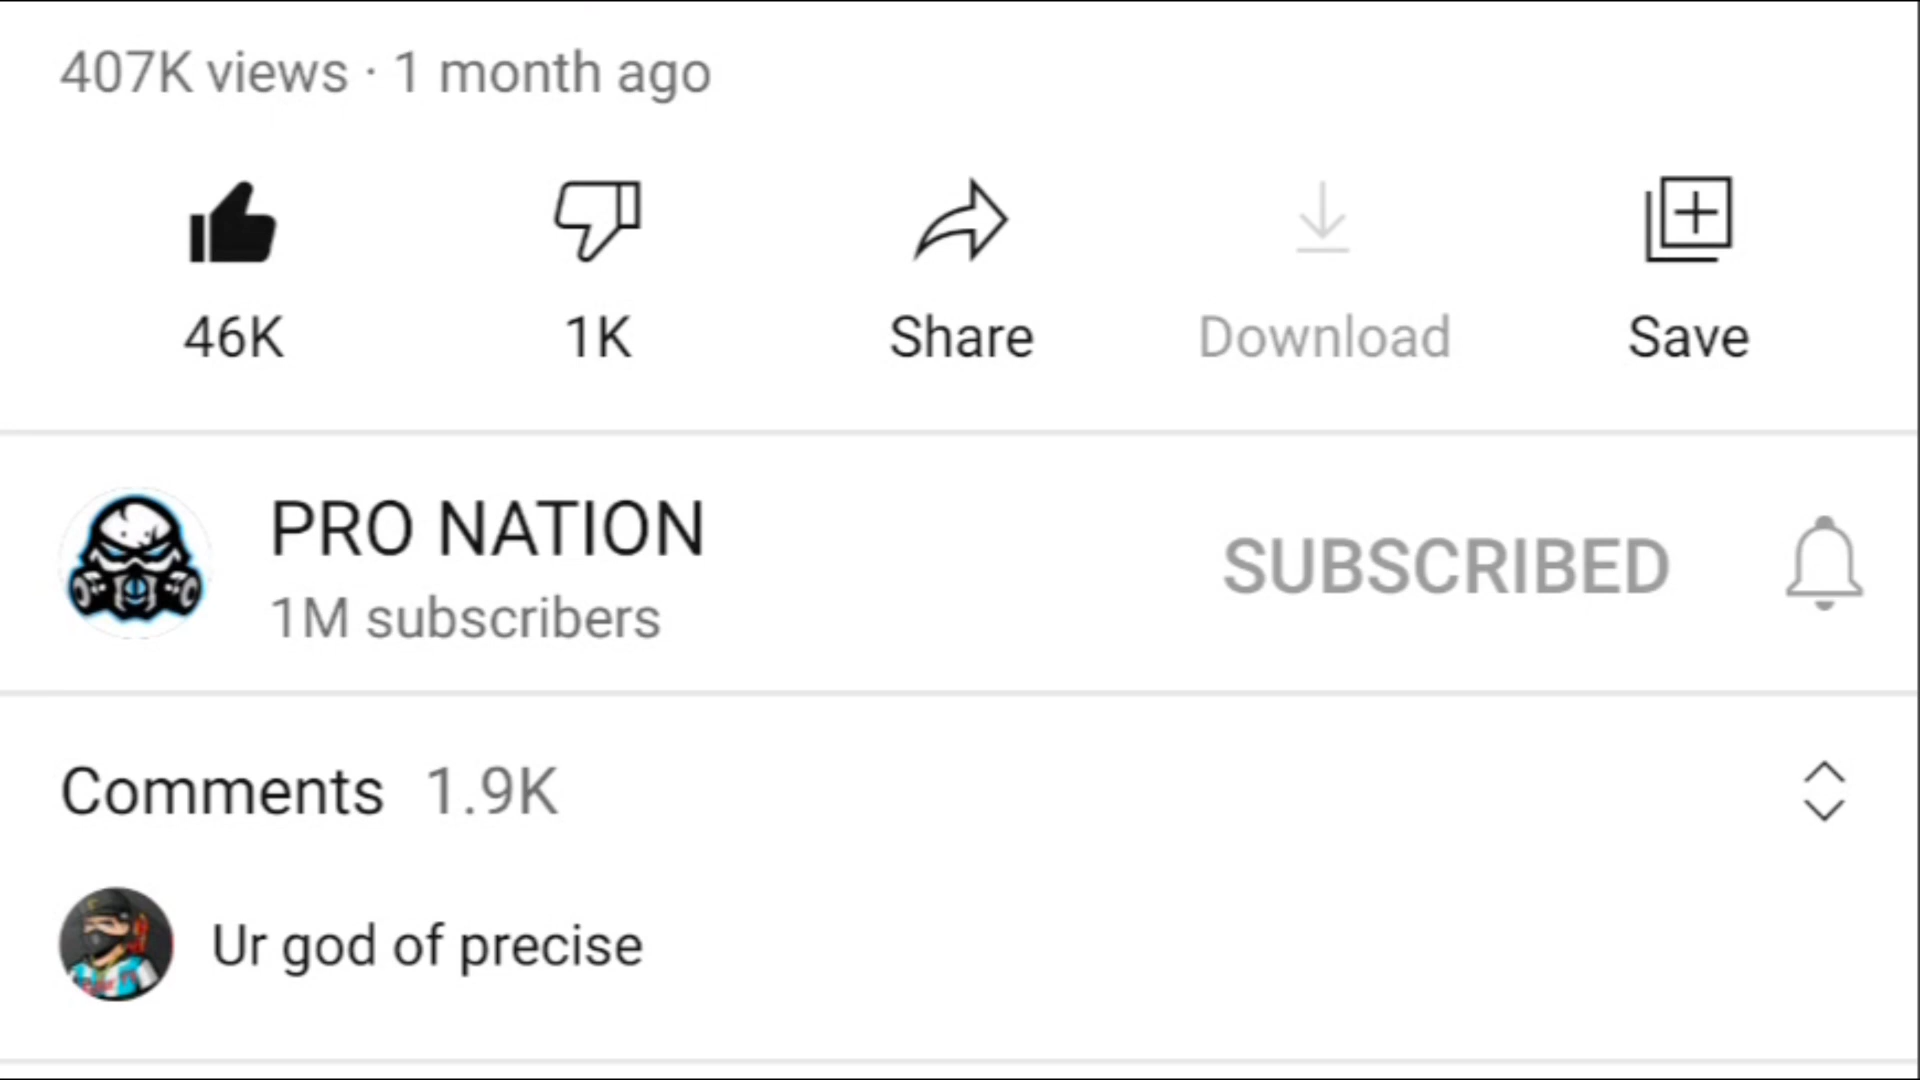 407K views · 1 month ago
46K 1K Share Download Save
PRO NATION
1M subscribers
SUBSCRIBED
Comments 1.9K
Ur god of precise